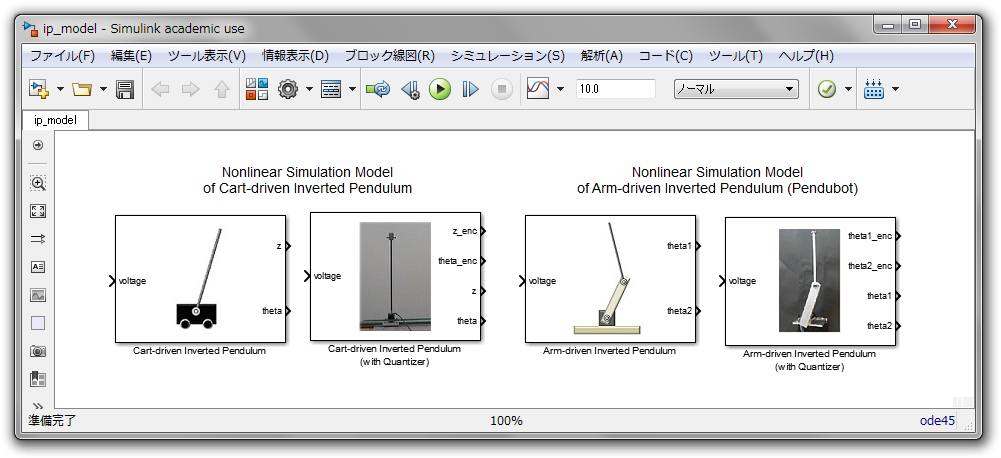 ip_model - Simulink academic use
ファイル(F) 編集(E) ツール表示(V) 情報表示(D) ブロック線図(R) シミュレーション(S) 解析(A) コード(C) ツール(T) ヘルプ(H)
10.0 ノーマル
ip_model
Nonlinear Simulation Model
of Cart-driven Inverted Pendulum
Nonlinear Simulation Model
of Arm-driven Inverted Pendulum (Pendubot)
voltage
z
theta
Cart-driven Inverted Pendulum
voltage
z_enc
theta_enc
z
theta
Cart-driven Inverted Pendulum
(with Quantizer)
voltage
theta1
theta2
Arm-driven Inverted Pendulum
voltage
theta1_enc
theta2_enc
theta1
theta2
Arm-driven Inverted Pendulum
(with Quantizer)
準備完了 100% ode45